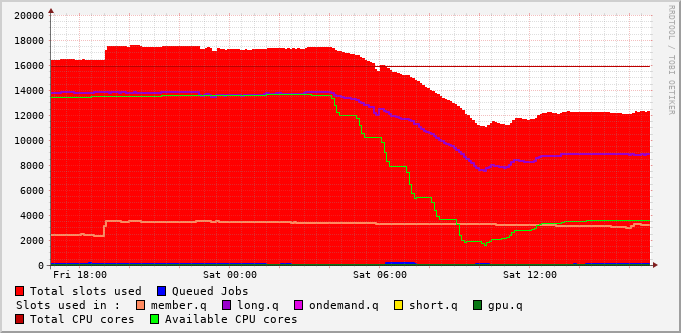 20000
18000
16000
14000
12000
10000
8000
6000
4000
2000
0
Fri 18:00 Sat 00:00 Sat 06:00 Sat 12:00
RRDTOOL / TOBI OETIKER
Total slots used Queued Jobs
Slots used in : member.q long.q ondemand.q short.q gpu.q
Total CPU cores Available CPU cores